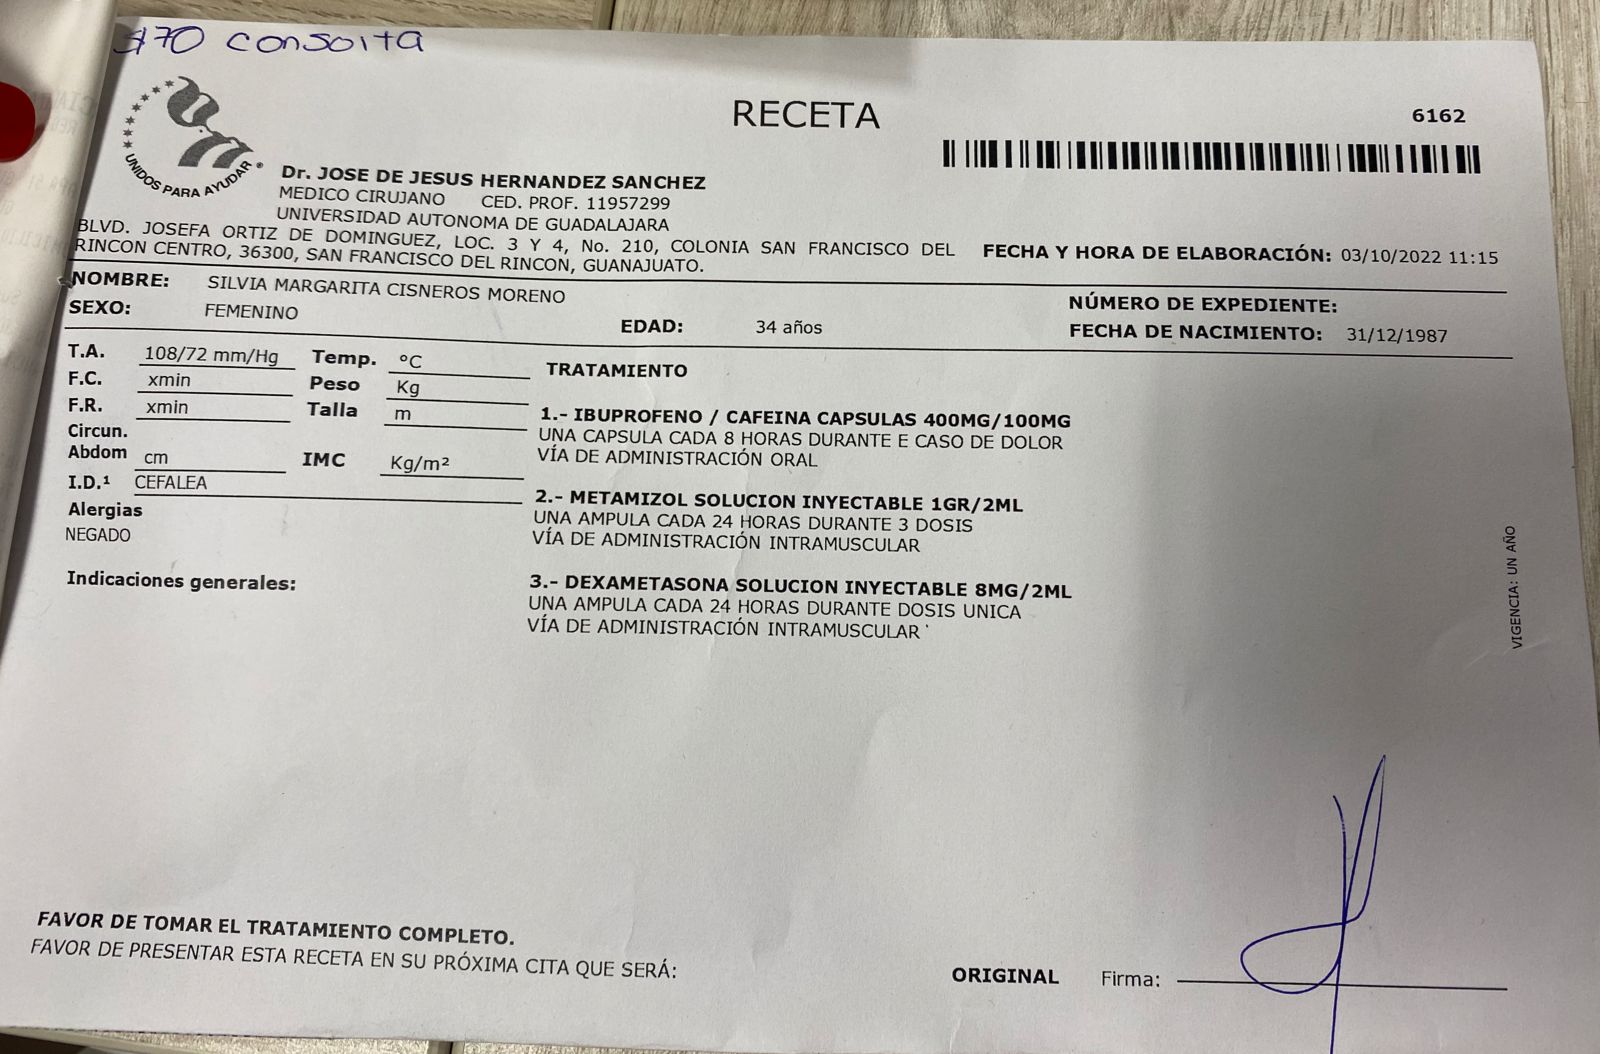 $70 consolta
UNIDOS PARA AYUDAR
RECETA
6162
Dr. JOSE DE JESUS HERNANDEZ SANCHEZ
MEDICO CIRUJANO CED. PROF. 11957299
UNIVERSIDAD AUTONOMA DE GUADALAJARA
BLVD. JOSEFA ORTIZ DE DOMINGUEZ, LOC. 3 Y 4, No. 210, COLONIA SAN FRANCISCO DEL
RINCON CENTRO, 36300, SAN FRANCISCO DEL RINCON, GUANAJUATO.
FECHA Y HORA DE ELABORACIÓN: 03/10/2022 11:15
NOMBRE: SILVIA MARGARITA CISNEROS MORENO
NÚMERO DE EXPEDIENTE:
SEXO: FEMENINO
EDAD: 34 años
FECHA DE NACIMIENTO: 31/12/1987
T.A. 108/72 mm/Hg Temp. °C
F.C. xmin Peso Kg
F.R. xmin Talla m
Circun.
Abdom cm IMC Kg/m²
I.D.¹ CEFALEA
Alergias
NEGADO
Indicaciones generales:
TRATAMIENTO
1.- IBUPROFENO / CAFEINA CAPSULAS 400MG/100MG
UNA CAPSULA CADA 8 HORAS DURANTE E CASO DE DOLOR
VÍA DE ADMINISTRACIÓN ORAL
2.- METAMIZOL SOLUCION INYECTABLE 1GR/2ML
UNA AMPULA CADA 24 HORAS DURANTE 3 DOSIS
VÍA DE ADMINISTRACIÓN INTRAMUSCULAR
3.- DEXAMETASONA SOLUCION INYECTABLE 8MG/2ML
UNA AMPULA CADA 24 HORAS DURANTE DOSIS UNICA
VÍA DE ADMINISTRACIÓN INTRAMUSCULAR
VIGENCIA: UN AÑO
FAVOR DE TOMAR EL TRATAMIENTO COMPLETO.
FAVOR DE PRESENTAR ESTA RECETA EN SU PRÓXIMA CITA QUE SERÁ:
ORIGINAL Firma: